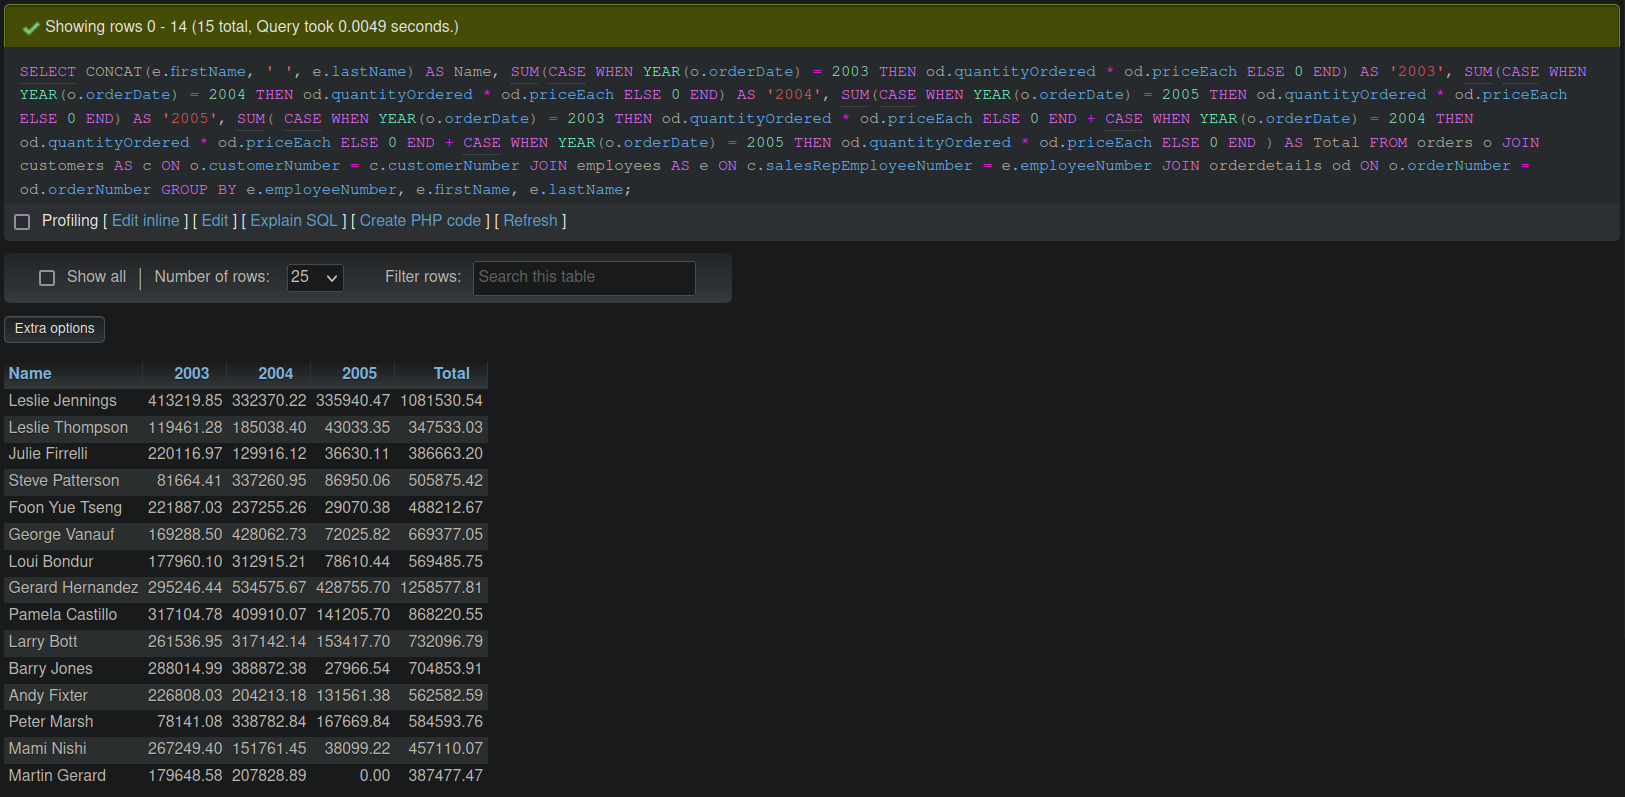 Showing rows 0 - 14 (15 total, Query took 0.0049 seconds.)
SELECT CONCAT(e.firstName, ' ', e.lastName) AS Name, SUM(CASE WHEN YEAR(o.orderDate) = 2003 THEN od.quantityOrdered * od.priceEach ELSE 0 END) AS '2003', SUM(CASE WHEN
YEAR(o.orderDate) = 2004 THEN od.quantityOrdered * od.priceEach ELSE 0 END) AS '2004', SUM(CASE WHEN YEAR(o.orderDate) = 2005 THEN od.quantityOrdered * od.priceEach
ELSE 0 END) AS '2005', SUM( CASE WHEN YEAR(o.orderDate) = 2003 THEN od.quantityOrdered * od.priceEach ELSE 0 END + CASE WHEN YEAR(o.orderDate) = 2004 THEN
od.quantityOrdered * od.priceEach ELSE 0 END + CASE WHEN YEAR(o.orderDate) = 2005 THEN od.quantityOrdered * od.priceEach ELSE 0 END ) AS Total FROM orders o JOIN
customers AS c ON o.customerNumber = c.customerNumber JOIN employees AS e ON c.salesRepEmployeeNumber = e.employeeNumber JOIN orderdetails od ON o.orderNumber =
od.orderNumber GROUP BY e.employeeNumber, e.firstName, e.lastName;
Profiling [ Edit inline ] [ Edit ] [ Explain SQL ] [ Create PHP code ] [ Refresh ]
Show all | Number of rows: 25 Filter rows: Search this table
Extra options
Name 2003 2004 2005 Total
Leslie Jennings 413219.85 332370.22 335940.47 1081530.54
Leslie Thompson 119461.28 185038.40 43033.35 347533.03
Julie Firrelli 220116.97 129916.12 36630.11 386663.20
Steve Patterson 81664.41 337260.95 86950.06 505875.42
Foon Yue Tseng 221887.03 237255.26 29070.38 488212.67
George Vanauf 169288.50 428062.73 72025.82 669377.05
Loui Bondur 177960.10 312915.21 78610.44 569485.75
Gerard Hernandez 295246.44 534575.67 428755.70 1258577.81
Pamela Castillo 317104.78 409910.07 141205.70 868220.55
Larry Bott 261536.95 317142.14 153417.70 732096.79
Barry Jones 288014.99 388872.38 27966.54 704853.91
Andy Fixter 226808.03 204213.18 131561.38 562582.59
Peter Marsh 78141.08 338782.84 167669.84 584593.76
Mami Nishi 267249.40 151761.45 38099.22 457110.07
Martin Gerard 179648.58 207828.89 0.00 387477.47